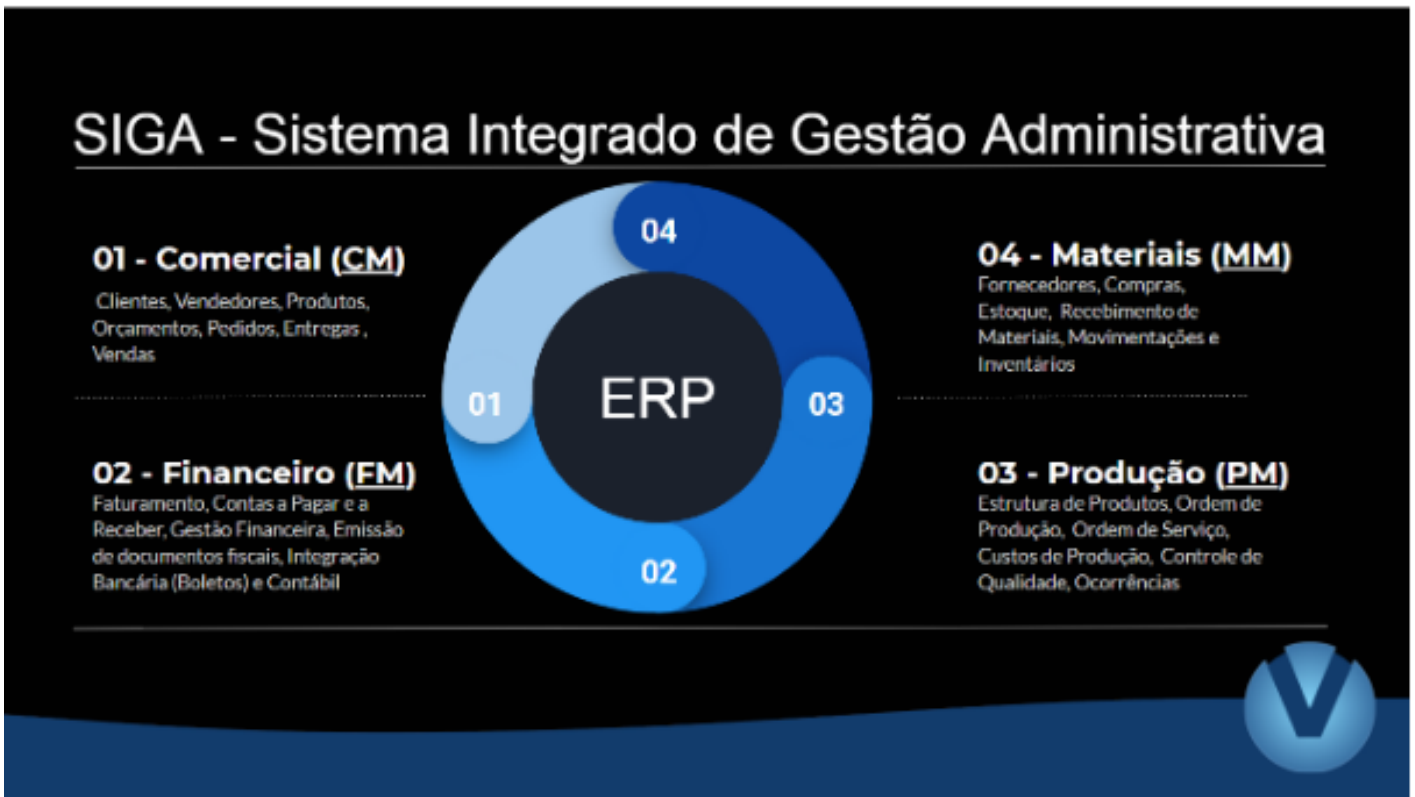 SIGA - Sistema Integrado de Gestão Administrativa
01 - Comercial (CM)
Clientes, Vendedores, Produtos,
Orçamentos, Pedidos, Entregas ,
Vendas
02 - Financeiro (FM)
Faturamento, Contas a Pagar e a
Receber, Gestão Financeira, Emissão
de documentos fiscais, Integração
Bancária (Boletos) e Contábil
04
01
ERP
03
02
04 - Materiais (MM)
Fornecedores, Compras,
Estoque, Recebimento de
Materiais, Movimentações e
Inventários
03 - Produção (PM)
Estrutura de Produtos, Ordem de
Produção, Ordem de Serviço,
Custos de Produção, Controle de
Qualidade, Ocorrências
V